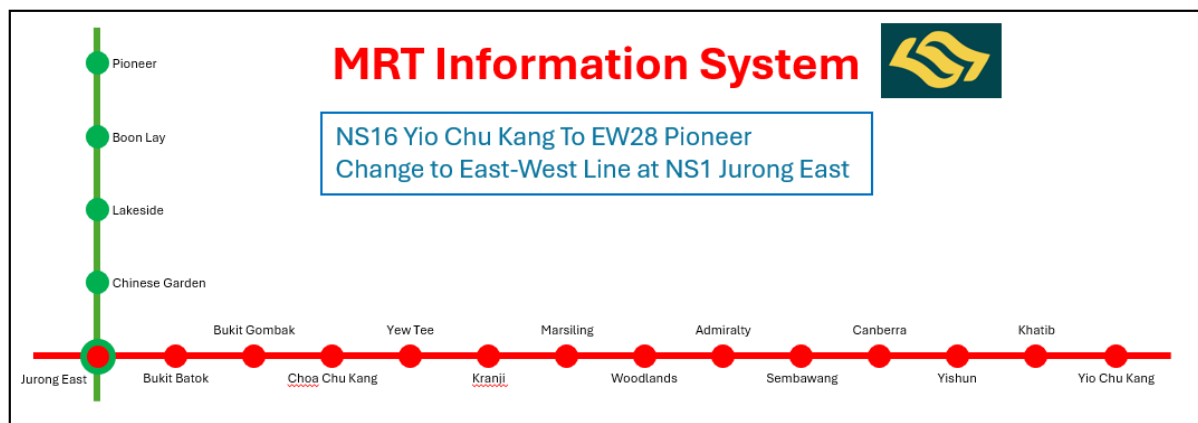 MRT Information System
NS16 Yio Chu Kang To EW28 Pioneer
Change to East-West Line at NS1 Jurong East
Pioneer
Boon Lay
Lakeside
Chinese Garden
Bukit Gombak
Yew Tee
Marsiling
Admiralty
Canberra
Khatib
Jurong East
Bukit Batok
Choa Chu Kang
Kranji
Woodlands
Sembawang
Yishun
Yio Chu Kang